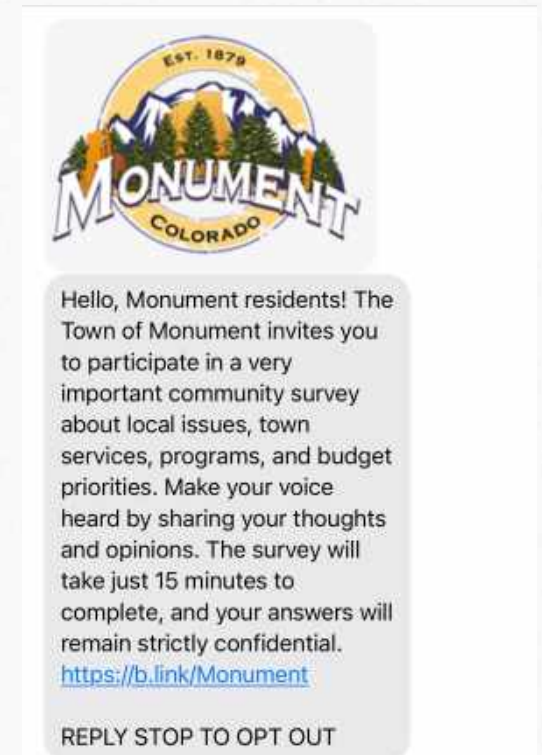 EST. 1879
MONUMENT
COLORADO
Hello, Monument residents! The
Town of Monument invites you
to participate in a very
important community survey
about local issues, town
services, programs, and budget
priorities. Make your voice
heard by sharing your thoughts
and opinions. The survey will
take just 15 minutes to
complete, and your answers will
remain strictly confidential.
https://b.link/Monument
REPLY STOP TO OPT OUT